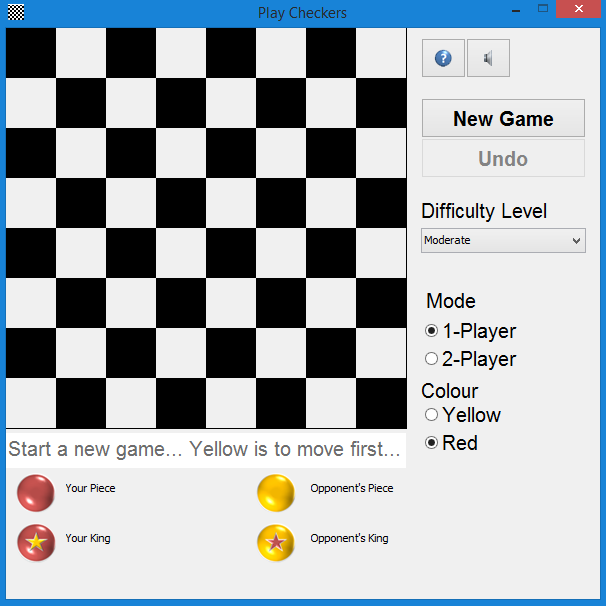 Play Checkers
?
New Game
Undo
Difficulty Level
Moderate
Mode
1-Player
2-Player
Colour
Yellow
Red
Start a new game... Yellow is to move first...
Your Piece
Opponent's Piece
Your King
Opponent's King